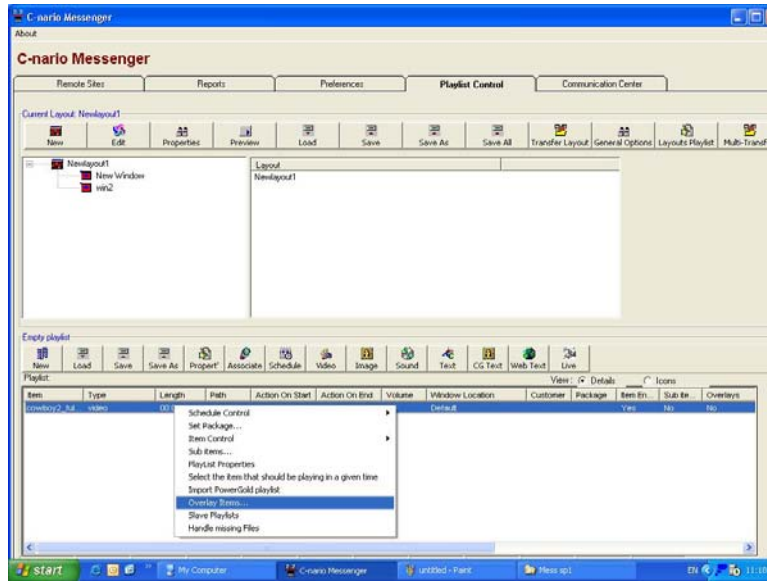 C-nario Messenger
About
C-nario Messenger
Remote Sites Reports Preferences Playlist Control Communication Center
Current Layout: Newlayout1
New Edit Properties Preview Load Save Save As Save All Transfer Layout General Options Layouts Playlist Multi-Transf
Newlayout1
New Window
win2
Layout
Newlayout1
Empty playlist
New Load Save Save As Propert' Associate Schedule Video Image Sound Text CG Text Web Text Live
Playlist: View: Details Icons
Item Type Length Path Action On Start Action On End Volume Window Location Customer Package Item En... Sub ite... Overlays
cowboy2_ful... video 00:0 Default Yes No No
Schedule Control
Set Package...
Item Control
Sub items...
PlayList Properties
Select the item that should be playing in a given time
Import PowerGold playlist
Overlay Items...
Slave Playlists
Handle missing Files
start My Computer C-nario Messenger untitled - Paint Mess sp1 EN 11:18